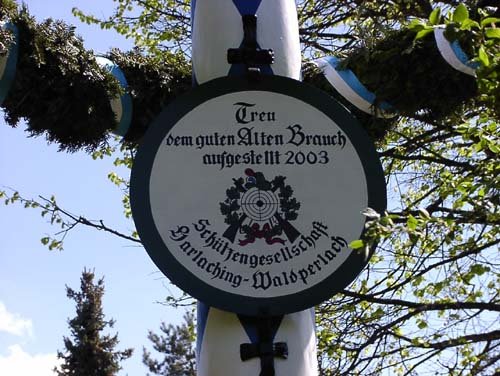 Treu
dem guten Alten Brauch
aufgestellt 2003
Schützengesellschaft
Harlaching-Waldperlach